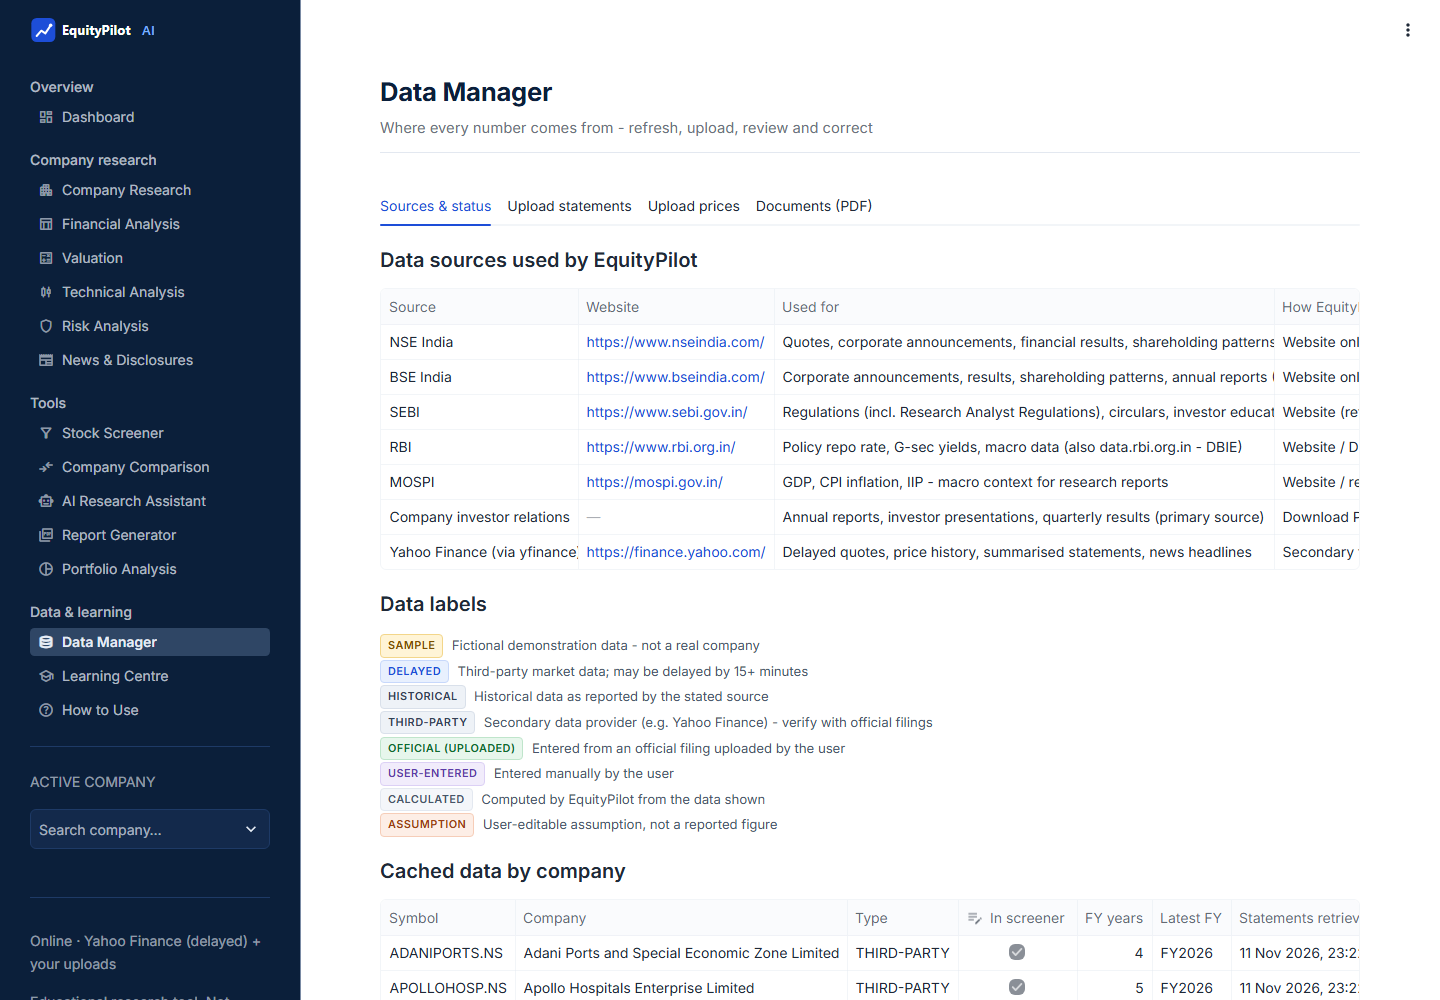 EquityPilot AI
Overview
Dashboard
Company research
Company Research
Financial Analysis
Valuation
Technical Analysis
Risk Analysis
News & Disclosures
Tools
Stock Screener
Company Comparison
AI Research Assistant
Report Generator
Portfolio Analysis
Data & learning
Data Manager
Learning Centre
How to Use
ACTIVE COMPANY
Search company...
Online · Yahoo Finance (delayed) +
your uploads
Educational research tool. Not
Data Manager
Where every number comes from - refresh, upload, review and correct
Sources & status Upload statements Upload prices Documents (PDF)
Data sources used by EquityPilot
Source Website Used for How Equity
NSE India https://www.nseindia.com/ Quotes, corporate announcements, financial results, shareholding patterns Website onl
BSE India https://www.bseindia.com/ Corporate announcements, results, shareholding patterns, annual reports ( Website onl
SEBI https://www.sebi.gov.in/ Regulations (incl. Research Analyst Regulations), circulars, investor educat Website (re
RBI https://www.rbi.org.in/ Policy repo rate, G-sec yields, macro data (also data.rbi.org.in - DBIE) Website / D
MOSPI https://mospi.gov.in/ GDP, CPI inflation, IIP - macro context for research reports Website / re
Company investor relations — Annual reports, investor presentations, quarterly results (primary source) Download P
Yahoo Finance (via yfinance) https://finance.yahoo.com/ Delayed quotes, price history, summarised statements, news headlines Secondary
Data labels
SAMPLE Fictional demonstration data - not a real company
DELAYED Third-party market data; may be delayed by 15+ minutes
HISTORICAL Historical data as reported by the stated source
THIRD-PARTY Secondary data provider (e.g. Yahoo Finance) - verify with official filings
OFFICIAL (UPLOADED) Entered from an official filing uploaded by the user
USER-ENTERED Entered manually by the user
CALCULATED Computed by EquityPilot from the data shown
ASSUMPTION User-editable assumption, not a reported figure
Cached data by company
Symbol Company Type In screener FY years Latest FY Statements retriev
ADANIPORTS.NS Adani Ports and Special Economic Zone Limited THIRD-PARTY 4 FY2026 11 Nov 2026, 23:2
APOLLOHOSP.NS Apollo Hospitals Enterprise Limited THIRD-PARTY 5 FY2026 11 Nov 2026, 23:2